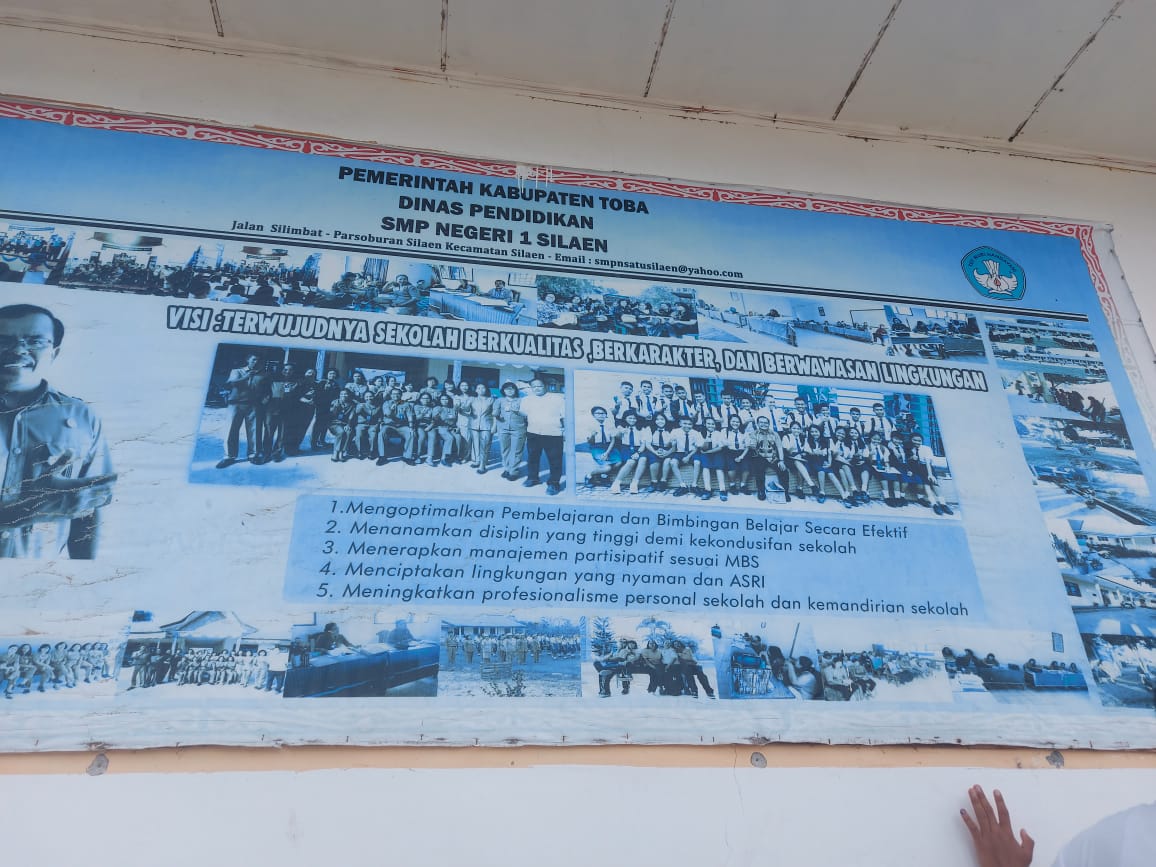 PEMERINTAH KABUPATEN TOBA
DINAS PENDIDIKAN
SMP NEGERI 1 SILAEN
Jalan Silimbat - Parsoburan Silaen Kecamatan Silaen - Email : smpnsatusilaen@yahoo.com
TUT WURI HANDAYANI
VISI :TERWUJUDNYA SEKOLAH BERKUALITAS ,BERKARAKTER, DAN BERWAWASAN LINGKUNGAN
1.Mengoptimalkan Pembelajaran dan Bimbingan Belajar Secara Efektif
2. Menanamkan disiplin yang tinggi demi kekondusifan sekolah
3. Menerapkan manajemen partisipatif sesuai MBS
4. Menciptakan lingkungan yang nyaman dan ASRI
5. Meningkatkan profesionalisme personal sekolah dan kemandirian sekolah